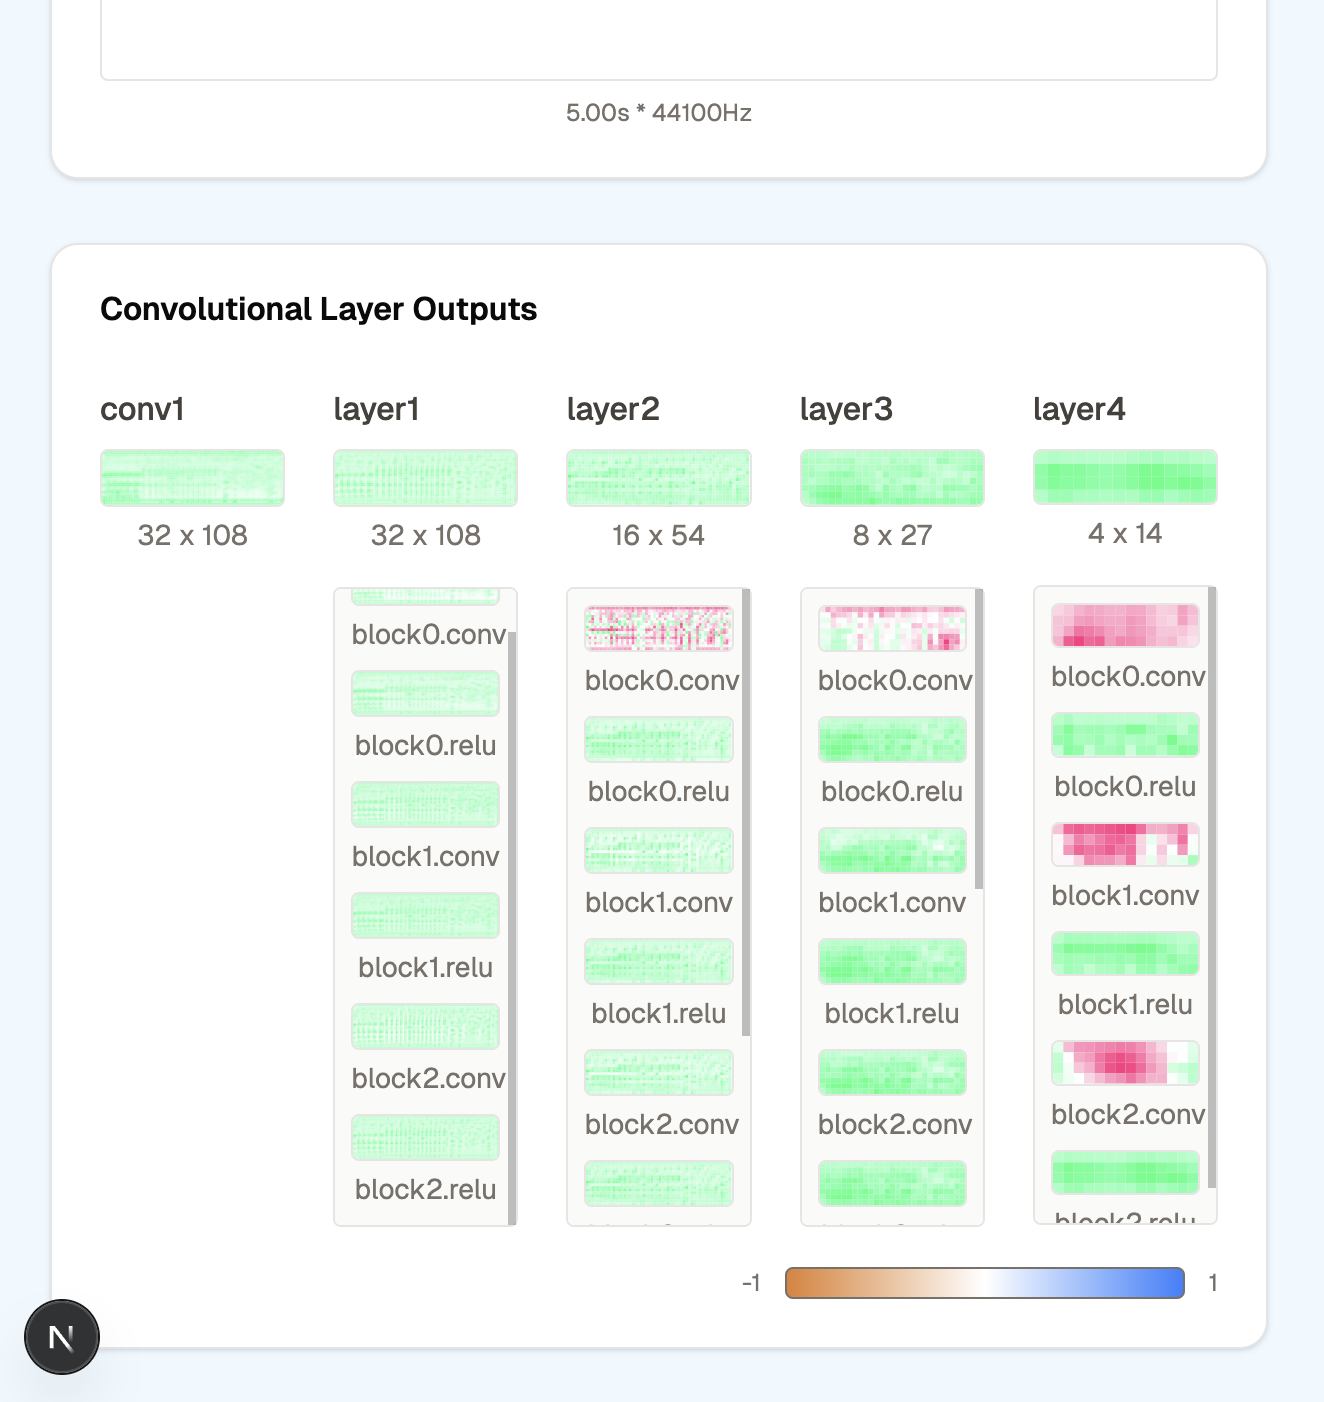 5.00s * 44100Hz
Convolutional Layer Outputs
conv1
layer1
layer2
layer3
layer4
32 x 108
32 x 108
16 x 54
8 x 27
4 x 14
block0.conv
block0.relu
block1.conv
block1.relu
block2.conv
block2.relu
block0.conv
block0.relu
block1.conv
block1.relu
block2.conv
block0.conv
block0.relu
block1.conv
block1.relu
block2.conv
block0.conv
block0.relu
block1.conv
block1.relu
block2.conv
block2.relu
-1
1
N